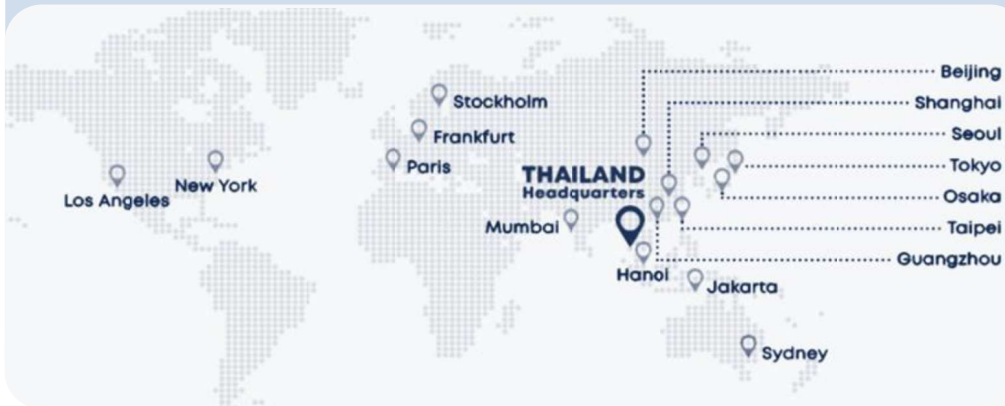 Beijing
Stockholm
Shanghai
Frankfurt
Seoul
Paris
THAILAND
Headquarters
Tokyo
Los Angeles
New York
Osaka
Mumbai
Taipei
Guangzhou
Hanoi
Jakarta
Sydney